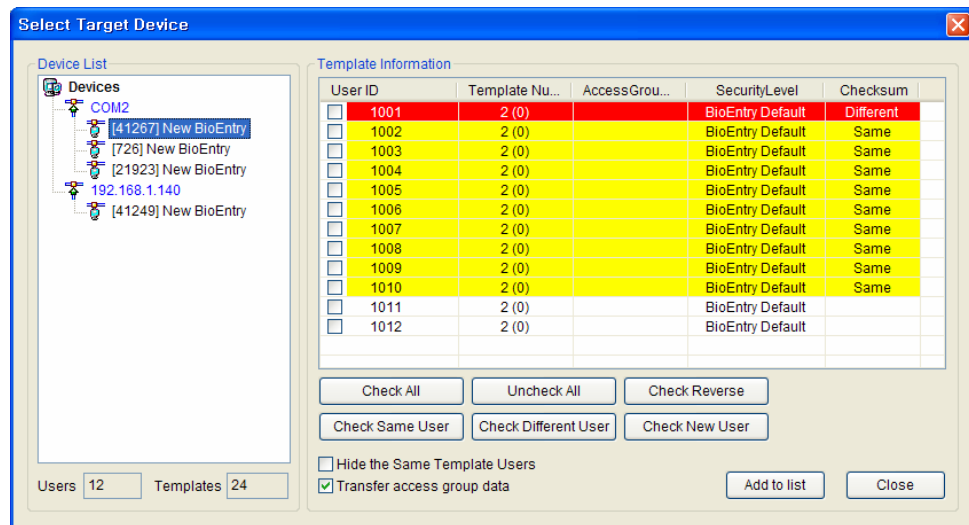 Select Target Device
Device List
Devices
COM2
[41267] New BioEntry
[726] New BioEntry
[21923] New BioEntry
192.168.1.140
[41249] New BioEntry
Users 12 Templates 24
Template Information
User ID Template Nu... AccessGrou... SecurityLevel Checksum
1001 2 (0) BioEntry Default Different
1002 2 (0) BioEntry Default Same
1003 2 (0) BioEntry Default Same
1004 2 (0) BioEntry Default Same
1005 2 (0) BioEntry Default Same
1006 2 (0) BioEntry Default Same
1007 2 (0) BioEntry Default Same
1008 2 (0) BioEntry Default Same
1009 2 (0) BioEntry Default Same
1010 2 (0) BioEntry Default Same
1011 2 (0) BioEntry Default
1012 2 (0) BioEntry Default
Check All Uncheck All Check Reverse
Check Same User Check Different User Check New User
Hide the Same Template Users
Transfer access group data
Add to list Close